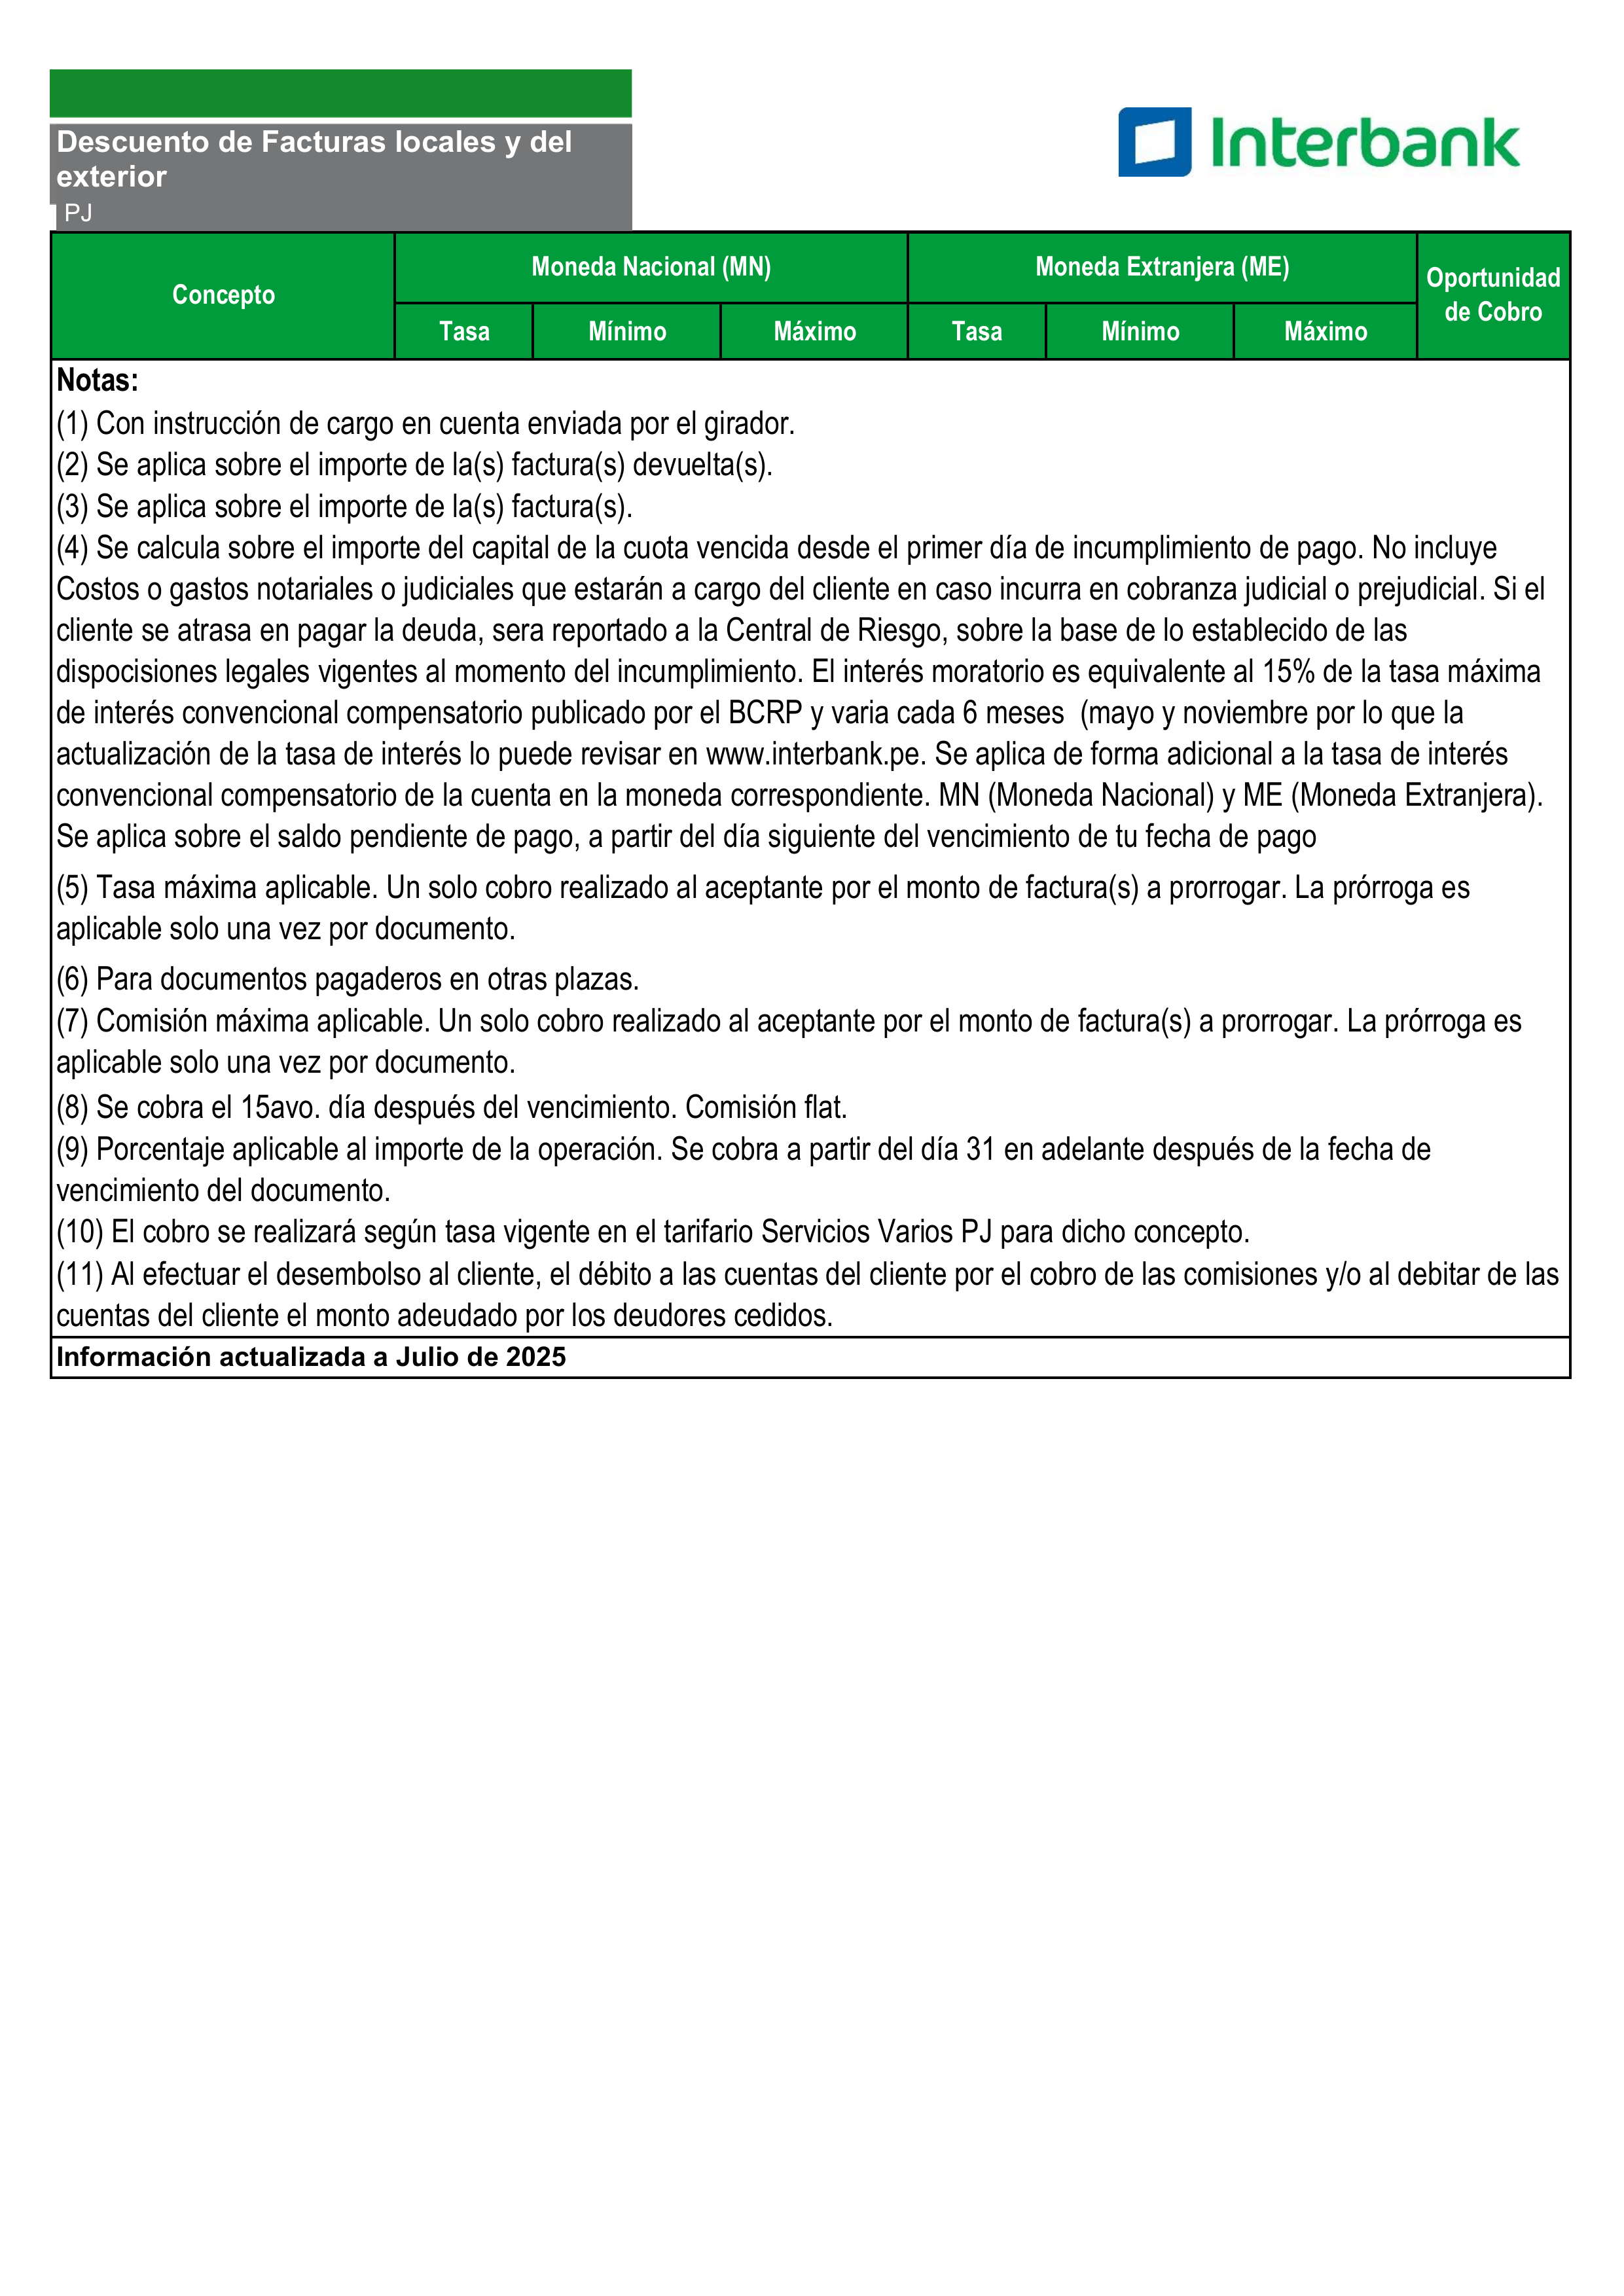 Descuento de Facturas locales y del
exterior
PJ
Interbank
Concepto
Moneda Nacional (MN)
Moneda Extranjera (ME)
Oportunidad
de Cobro
Tasa
Mínimo
Máximo
Tasa
Mínimo
Máximo
Notas:
(1) Con instrucción de cargo en cuenta enviada por el girador.
(2) Se aplica sobre el importe de la(s) factura(s) devuelta(s).
(3) Se aplica sobre el importe de la(s) factura(s).
(4) Se calcula sobre el importe del capital de la cuota vencida desde el primer día de incumplimiento de pago. No incluye
Costos o gastos notariales o judiciales que estarán a cargo del cliente en caso incurra en cobranza judicial o prejudicial. Si el
cliente se atrasa en pagar la deuda, sera reportado a la Central de Riesgo, sobre la base de lo establecido de las
dispocisiones legales vigentes al momento del incumplimiento. El interés moratorio es equivalente al 15% de la tasa máxima
de interés convencional compensatorio publicado por el BCRP y varia cada 6 meses  (mayo y noviembre por lo que la
actualización de la tasa de interés lo puede revisar en www.interbank.pe. Se aplica de forma adicional a la tasa de interés
convencional compensatorio de la cuenta en la moneda correspondiente. MN (Moneda Nacional) y ME (Moneda Extranjera).
Se aplica sobre el saldo pendiente de pago, a partir del día siguiente del vencimiento de tu fecha de pago
(5) Tasa máxima aplicable. Un solo cobro realizado al aceptante por el monto de factura(s) a prorrogar. La prórroga es
aplicable solo una vez por documento.
(6) Para documentos pagaderos en otras plazas.
(7) Comisión máxima aplicable. Un solo cobro realizado al aceptante por el monto de factura(s) a prorrogar. La prórroga es
aplicable solo una vez por documento.
(8) Se cobra el 15avo. día después del vencimiento. Comisión flat.
(9) Porcentaje aplicable al importe de la operación. Se cobra a partir del día 31 en adelante después de la fecha de
vencimiento del documento.
(10) El cobro se realizará según tasa vigente en el tarifario Servicios Varios PJ para dicho concepto.
(11) Al efectuar el desembolso al cliente, el débito a las cuentas del cliente por el cobro de las comisiones y/o al debitar de las
cuentas del cliente el monto adeudado por los deudores cedidos.
Información actualizada a Julio de 2025